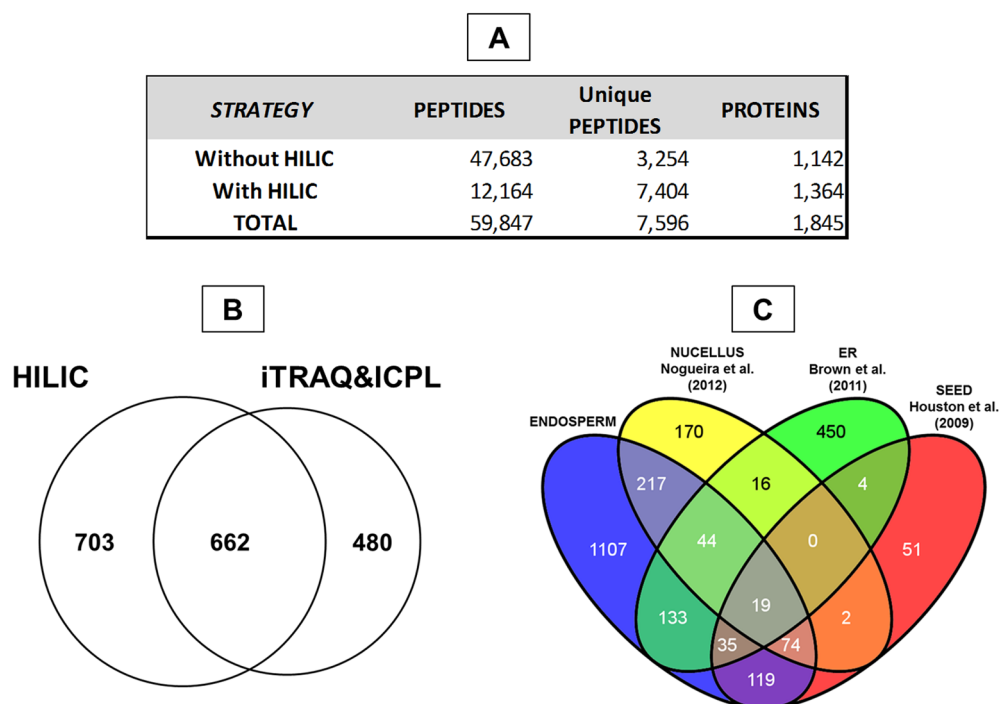 A
STRATEGY PEPTIDES Unique PEPTIDES PROTEINS
Without HILIC 47,683 3,254 1,142
With HILIC 12,164 7,404 1,364
TOTAL 59,847 7,596 1,845
B
HILIC iTRAQ&ICPL
703 662 480
C
NUCELLUS
Nogueira et al.
(2012)
ER
Brown et al.
(2011)
SEED
Houston et al.
(2009)
ENDOSPERM
170 450
217 16 4
1107 44 0 51
133 19 2
35 74
119